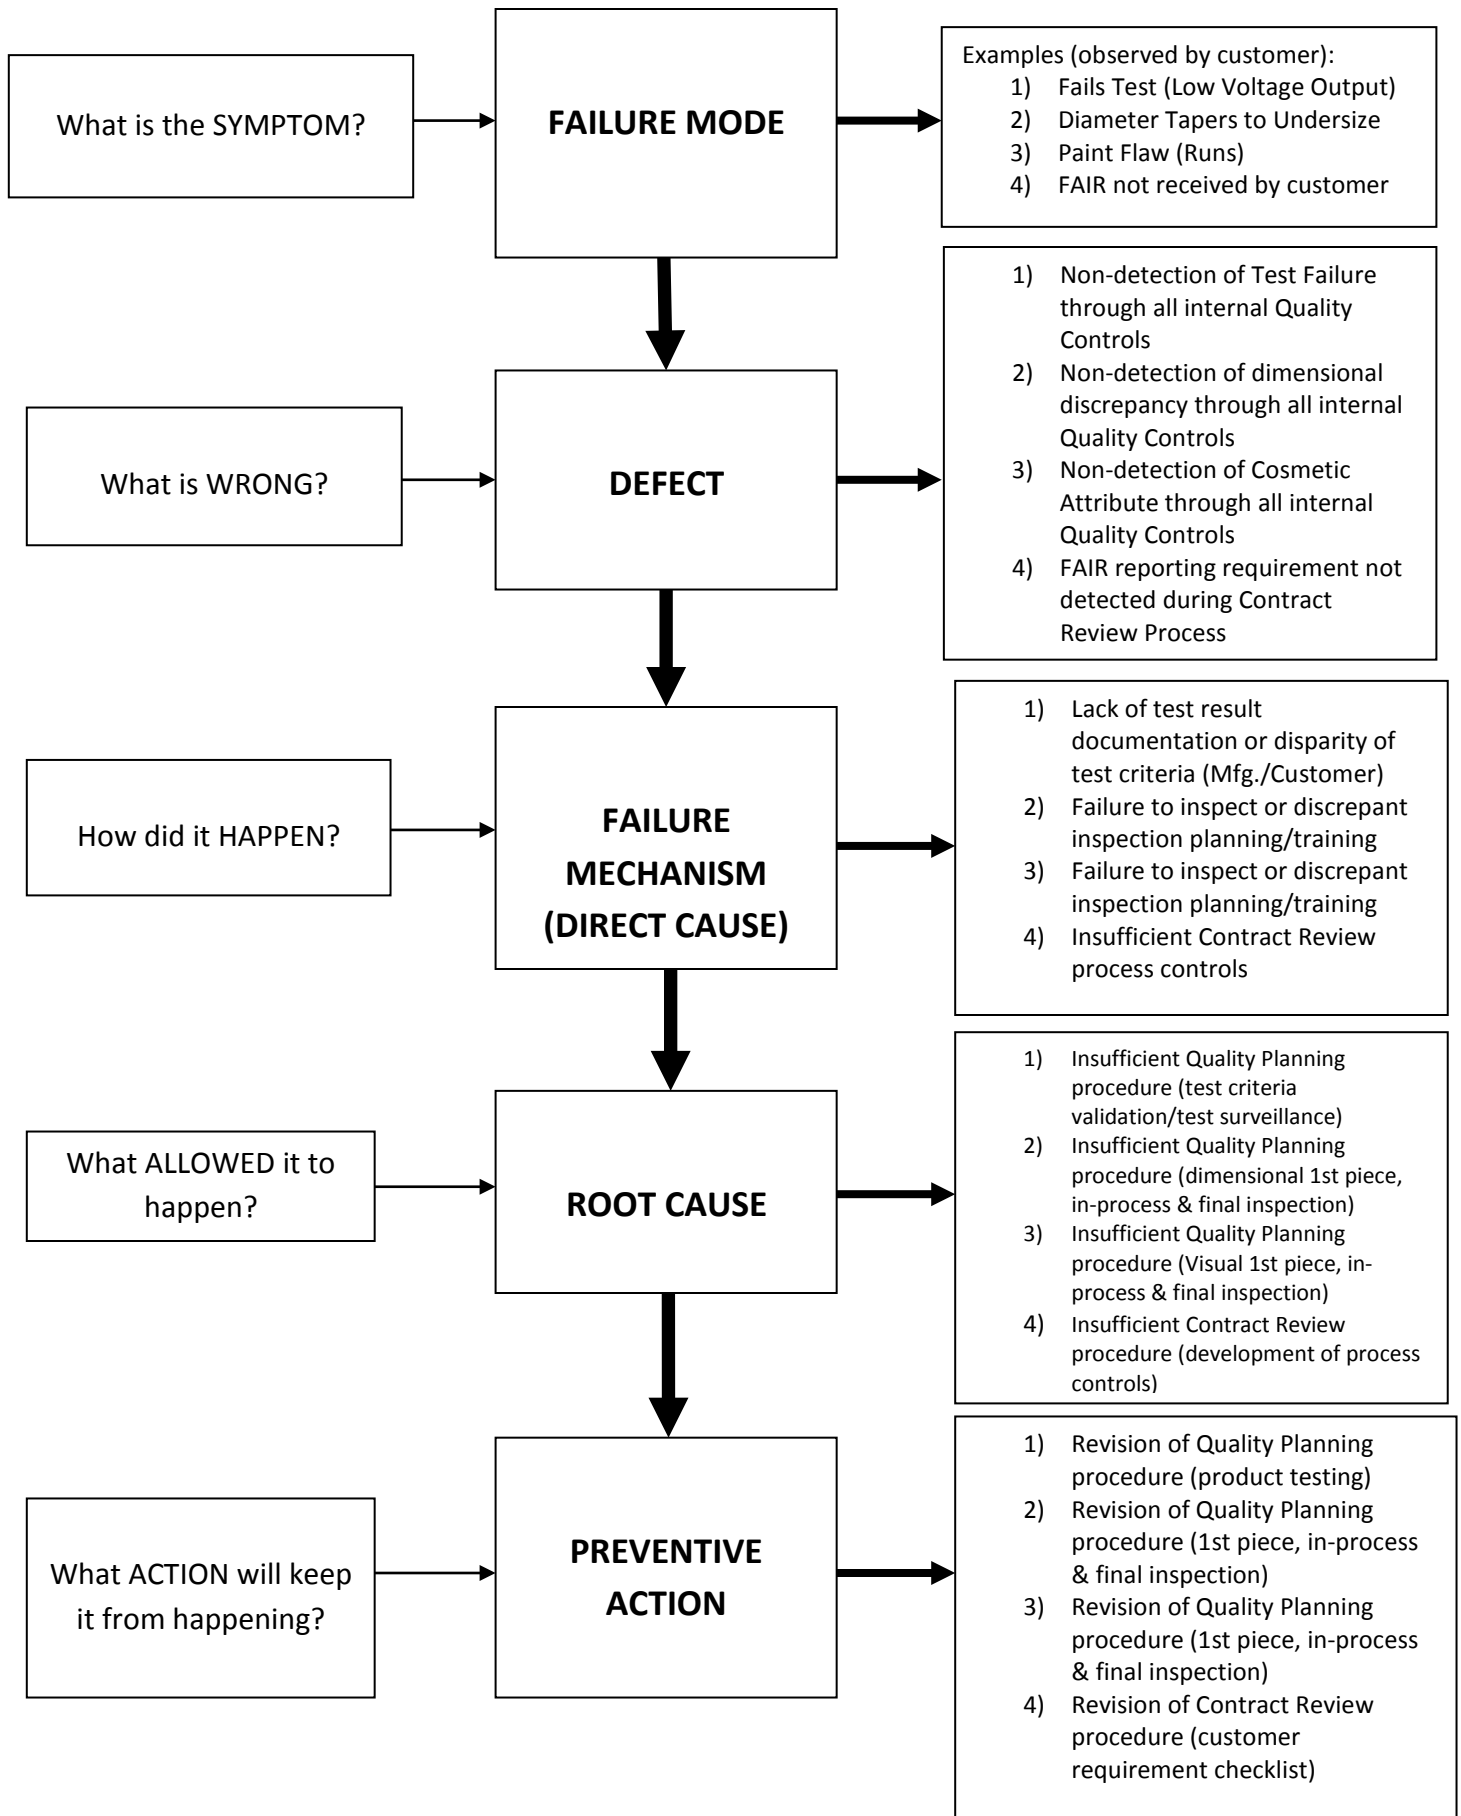 What is the SYMPTOM?
FAILURE MODE
Examples (observed by customer):
1) Fails Test (Low Voltage Output)
2) Diameter Tapers to Undersize
3) Paint Flaw (Runs)
4) FAIR not received by customer
What is WRONG?
DEFECT
1) Non-detection of Test Failure
through all internal Quality
Controls
2) Non-detection of dimensional
discrepancy through all internal
Quality Controls
3) Non-detection of Cosmetic
Attribute through all internal
Quality Controls
4) FAIR reporting requirement not
detected during Contract
Review Process
How did it HAPPEN?
FAILURE
MECHANISM
(DIRECT CAUSE)
1) Lack of test result
documentation or disparity of
test criteria (Mfg./Customer)
2) Failure to inspect or discrepant
inspection planning/training
3) Failure to inspect or discrepant
inspection planning/training
4) Insufficient Contract Review
process controls
What ALLOWED it to
happen?
ROOT CAUSE
1) Insufficient Quality Planning
procedure (test criteria
validation/test surveillance)
2) Insufficient Quality Planning
procedure (dimensional 1st piece,
in-process & final inspection)
3) Insufficient Quality Planning
procedure (Visual 1st piece, in-
process & final inspection)
4) Insufficient Contract Review
procedure (development of process
controls)
What ACTION will keep
it from happening?
PREVENTIVE
ACTION
1) Revision of Quality Planning
procedure (product testing)
2) Revision of Quality Planning
procedure (1st piece, in-process
& final inspection)
3) Revision of Quality Planning
procedure (1st piece, in-process
& final inspection)
4) Revision of Contract Review
procedure (customer
requirement checklist)